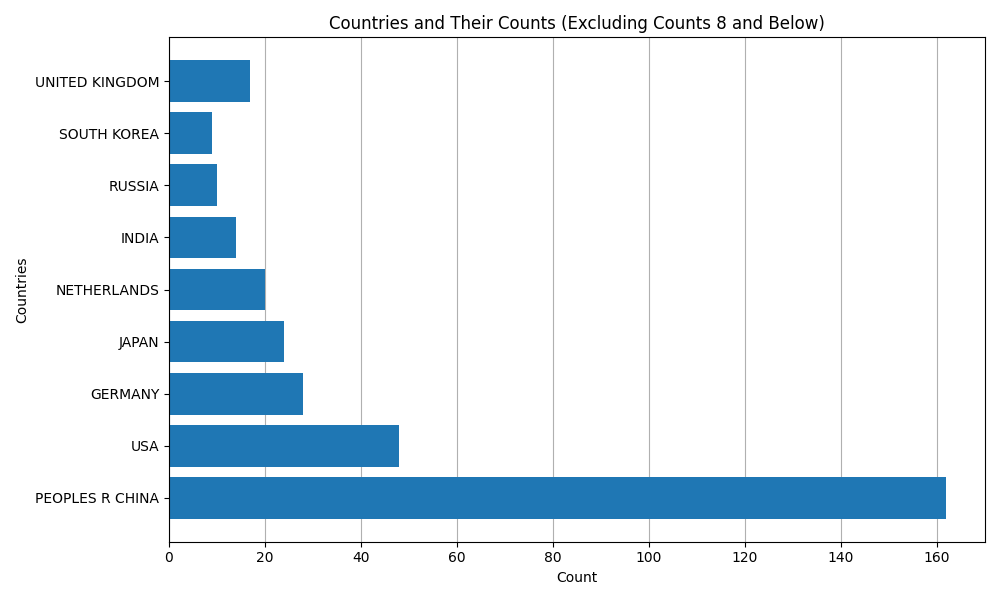 Countries and Their Counts (Excluding Counts 8 and Below)
UNITED KINGDOM
SOUTH KOREA
RUSSIA
INDIA
NETHERLANDS
JAPAN
GERMANY
USA
PEOPLES R CHINA
Countries
0 20 40 60 80 100 120 140 160
Count